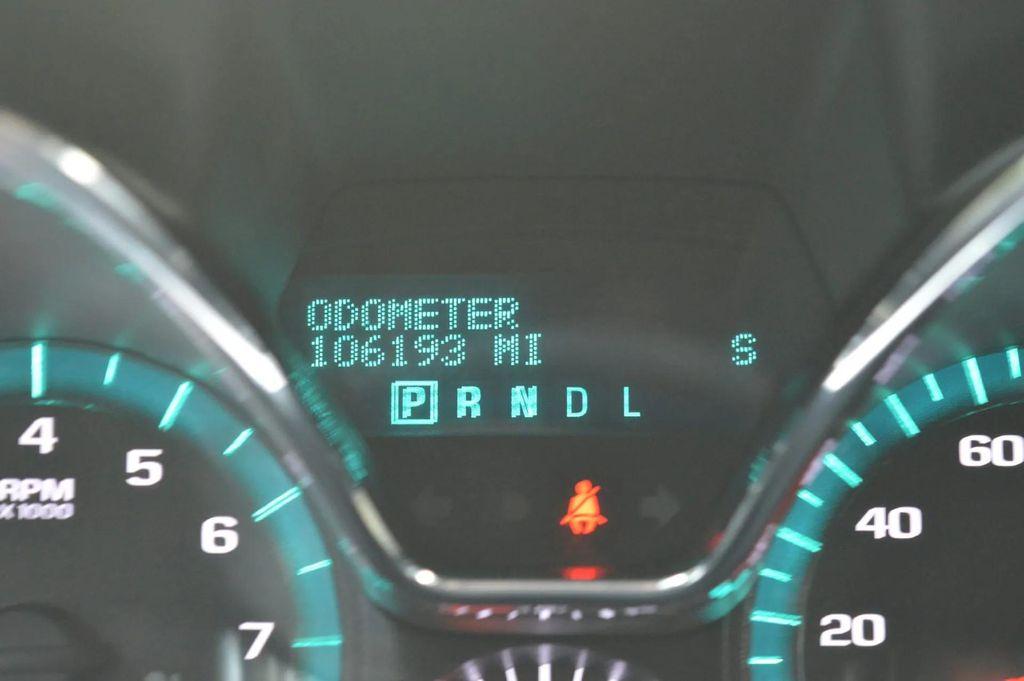 ODOMETER
106193 MI S
P R N D L
4
5
6
7
RPM
X1000
60
40
20